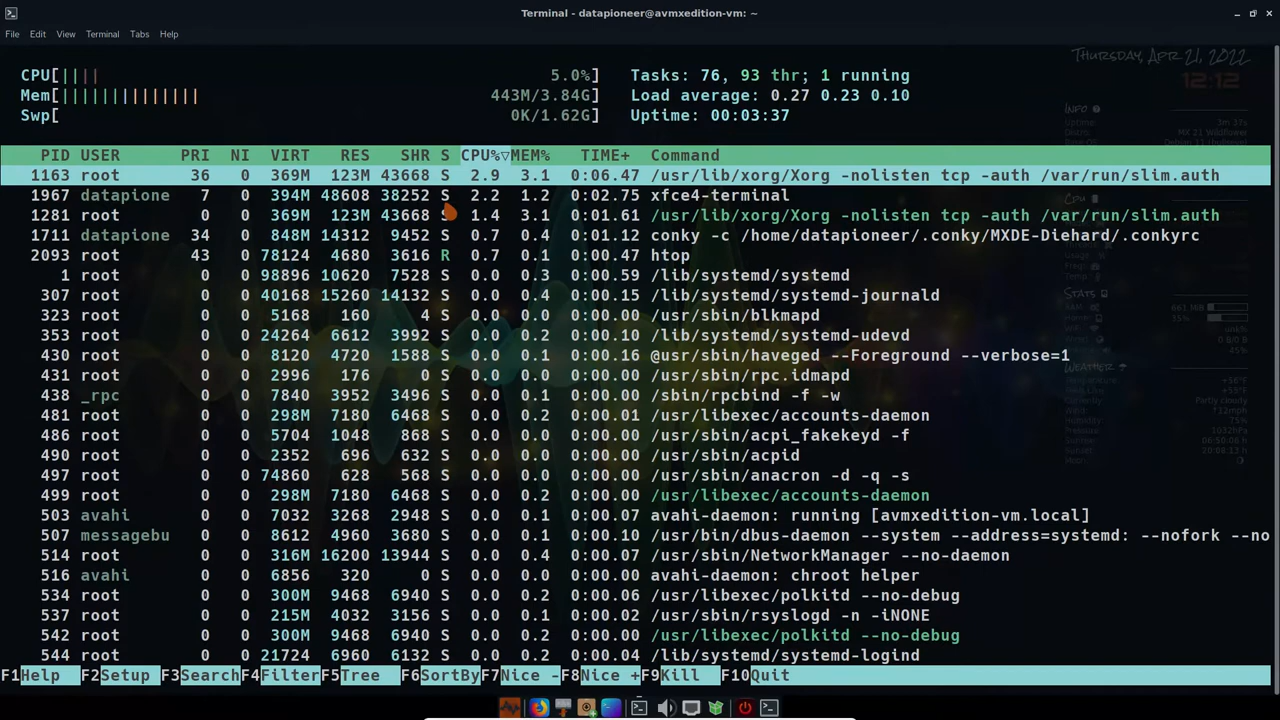 Terminal - datapioneer@avmxedition-vm: ~
File Edit View Terminal Tabs Help
Thursday, Apr 21, 2022
12:12
CPU[|||| 5.0%] Tasks: 76, 93 thr; 1 running
Mem[|||||||||||||| 443M/3.84G] Load average: 0.27 0.23 0.10
Swp[ 0K/1.62G] Uptime: 00:03:37
Info
Uptime: 3m 37s
MX 21 Wildflower
PID USER PRI NI VIRT RES SHR S CPU%▽MEM% TIME+ Command
1163 root 36 0 369M 123M 43668 S 2.9 3.1 0:06.47 /usr/lib/xorg/Xorg -nolisten tcp -auth /var/run/slim.auth
1967 datapione 7 0 394M 48608 38252 S 2.2 1.2 0:02.75 xfce4-terminal
1281 root 0 0 369M 123M 43668 S 1.4 3.1 0:01.61 /usr/lib/xorg/Xorg -nolisten tcp -auth /var/run/slim.auth
1711 datapione 34 0 848M 14312 9452 S 0.7 0.4 0:01.12 conky -c /home/datapioneer/.conky/MXDE-Diehard/.conkyrc
2093 root 43 0 78124 4680 3616 R 0.7 0.1 0:00.47 htop
1 root 0 0 98896 10620 7528 S 0.0 0.3 0:00.59 /lib/systemd/systemd
307 root 0 0 40168 15260 14132 S 0.0 0.4 0:00.15 /lib/systemd/systemd-journald
323 root 0 0 5168 160 4 S 0.0 0.0 0:00.00 /usr/sbin/blkmapd
353 root 0 0 24264 6612 3992 S 0.0 0.2 0:00.10 /lib/systemd/systemd-udevd
430 root 0 0 8120 4720 1588 S 0.0 0.1 0:00.16 @usr/sbin/haveged --Foreground --verbose=1
431 root 0 0 2996 176 0 S 0.0 0.0 0:00.00 /usr/sbin/rpc.idmapd
438 _rpc 0 0 7840 3952 3496 S 0.0 0.1 0:00.00 /sbin/rpcbind -f -w
481 root 0 0 298M 7180 6468 S 0.0 0.2 0:00.01 /usr/libexec/accounts-daemon
486 root 0 0 5704 1048 868 S 0.0 0.0 0:00.00 /usr/sbin/acpi_fakekeyd -f
490 root 0 0 2352 696 632 S 0.0 0.0 0:00.00 /usr/sbin/acpid
497 root 0 0 74860 628 568 S 0.0 0.0 0:00.00 /usr/sbin/anacron -d -q -s
499 root 0 0 298M 7180 6468 S 0.0 0.2 0:00.00 /usr/libexec/accounts-daemon
503 avahi 0 0 7032 3268 2948 S 0.0 0.1 0:00.07 avahi-daemon: running [avmxedition-vm.local]
507 messagebu 0 0 8612 4960 3680 S 0.0 0.1 0:00.10 /usr/bin/dbus-daemon --system --address=systemd: --nofork --no
514 root 0 0 316M 16200 13944 S 0.0 0.4 0:00.07 /usr/sbin/NetworkManager --no-daemon
516 avahi 0 0 6856 320 0 S 0.0 0.0 0:00.00 avahi-daemon: chroot helper
534 root 0 0 300M 9468 6940 S 0.0 0.2 0:00.06 /usr/libexec/polkitd --no-debug
537 root 0 0 215M 4032 3156 S 0.0 0.1 0:00.02 /usr/sbin/rsyslogd -n -iNONE
542 root 0 0 300M 9468 6940 S 0.0 0.2 0:00.00 /usr/libexec/polkitd --no-debug
544 root 0 0 21724 6960 6132 S 0.0 0.2 0:00.04 /lib/systemd/systemd-logind
Cpu
Stats
661 MiB
Weather
Partly cloudy
F1Help F2Setup F3Search F4Filter F5Tree F6SortBy F7Nice - F8Nice + F9Kill F10Quit